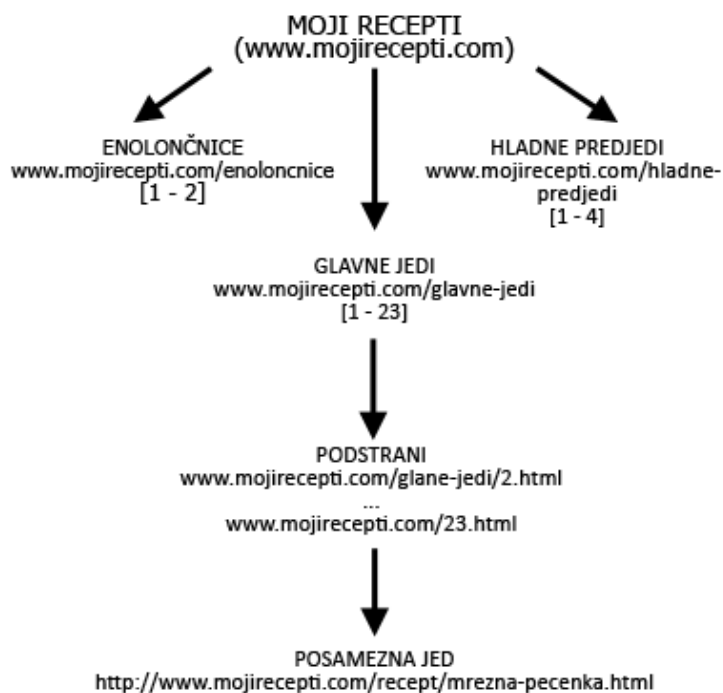 MOJI RECEPTI
(www.mojirecepti.com)
ENOLONČNICE
www.mojirecepti.com/enoloncnice
[1 - 2]
HLADNE PREDJEDI
www.mojirecepti.com/hladne-
predjedi
[1 - 4]
GLAVNE JEDI
www.mojirecepti.com/glavne-jedi
[1 - 23]
PODSTRANI
www.mojirecepti.com/glane-jedi/2.html
...
www.mojirecepti.com/23.html
POSAMEZNA JED
http://www.mojirecepti.com/recept/mrezna-pecenka.html